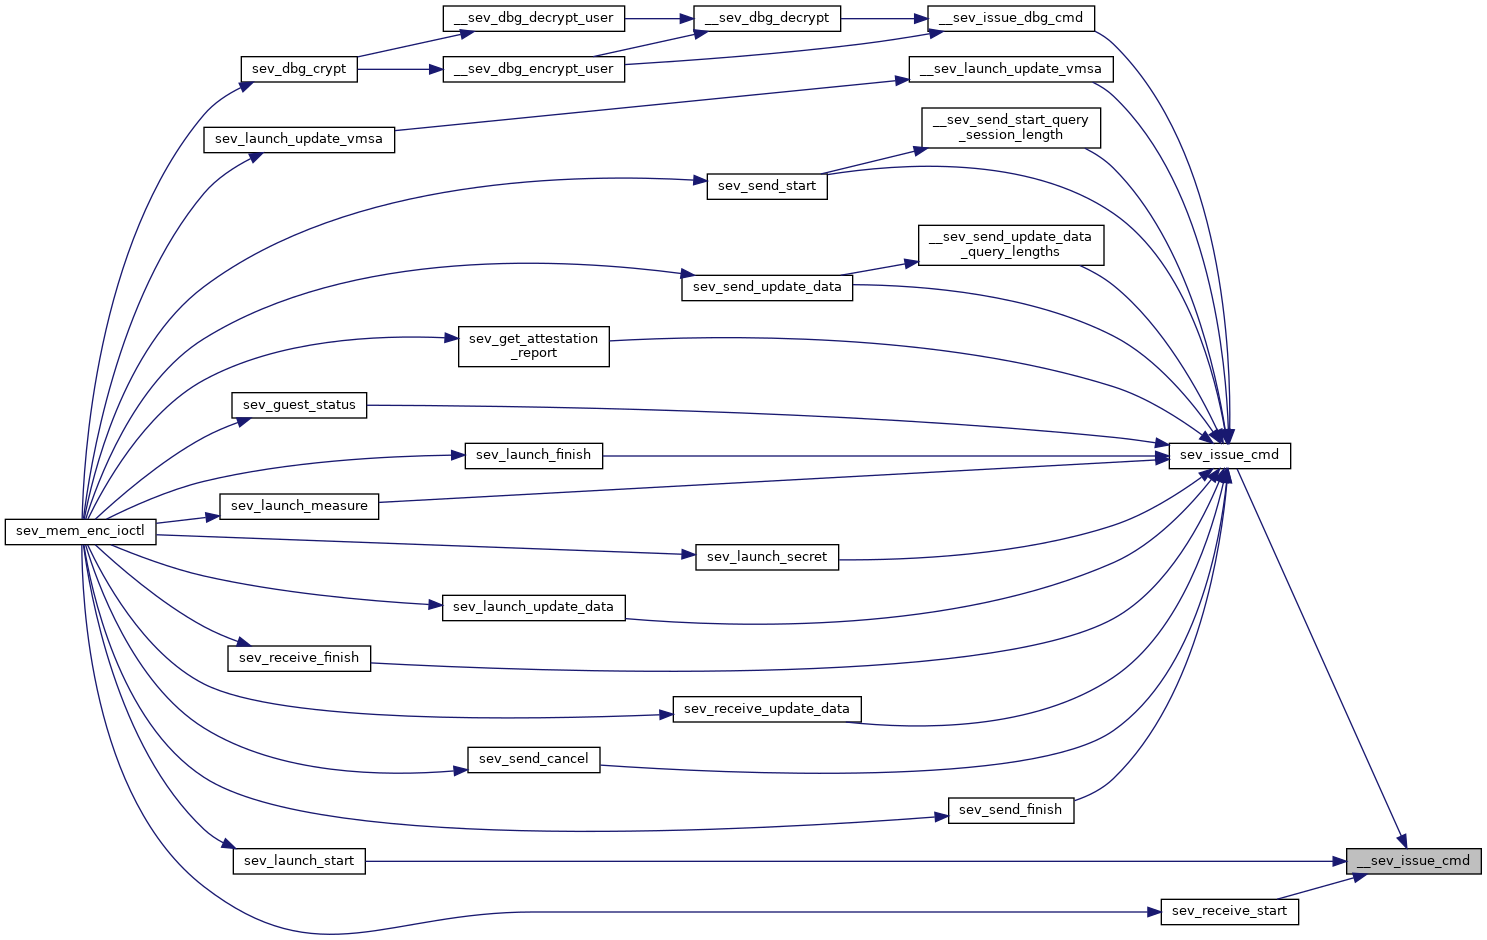 __sev_dbg_decrypt_user
__sev_dbg_decrypt
__sev_issue_dbg_cmd
sev_dbg_crypt
__sev_dbg_encrypt_user
__sev_launch_update_vmsa
__sev_send_start_query
_session_length
sev_launch_update_vmsa
sev_send_start
__sev_send_update_data
_query_lengths
sev_send_update_data
sev_get_attestation
_report
sev_guest_status
sev_launch_finish
sev_issue_cmd
sev_launch_measure
sev_mem_enc_ioctl
sev_launch_secret
sev_launch_update_data
sev_receive_finish
sev_receive_update_data
sev_send_cancel
sev_send_finish
sev_launch_start
__sev_issue_cmd
sev_receive_start